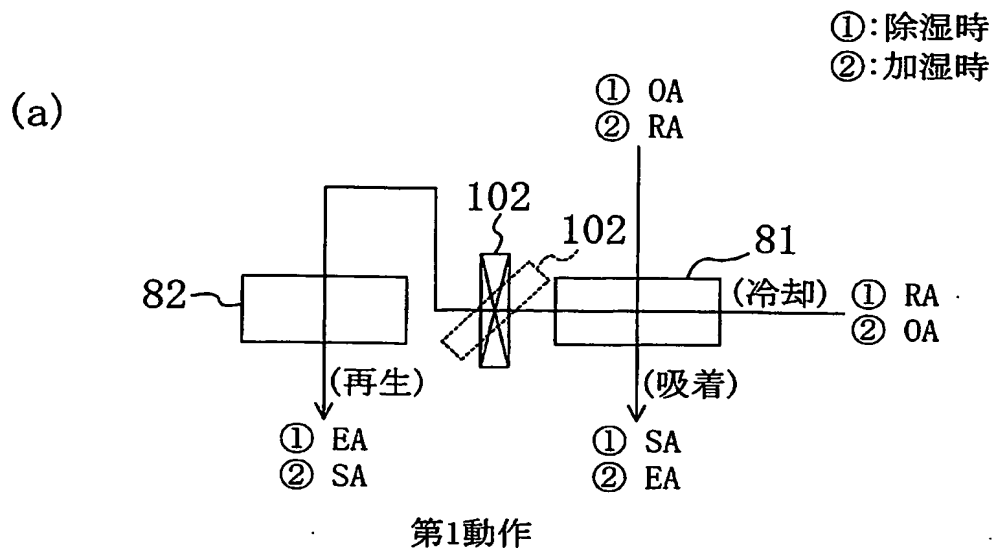 ①:除湿時
②:加湿時
(a)
① OA
② RA
102
102
81
82
(冷却)
① RA
② OA
(再生)
(吸着)
① EA
② SA
① SA
② EA
第1動作